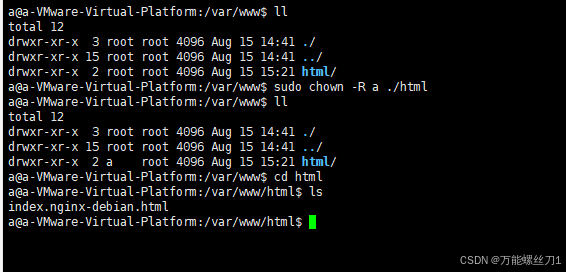 a@a-VMware-Virtual-Platform:/var/www$ ll
total 12
drwxr-xr-x  3 root root 4096 Aug 15 14:41 ./
drwxr-xr-x 15 root root 4096 Aug 15 14:41 ../
drwxr-xr-x  2 root root 4096 Aug 15 15:21 html/
a@a-VMware-Virtual-Platform:/var/www$ sudo chown -R a ./html
a@a-VMware-Virtual-Platform:/var/www$ ll
total 12
drwxr-xr-x  3 root root 4096 Aug 15 14:41 ./
drwxr-xr-x 15 root root 4096 Aug 15 14:41 ../
drwxr-xr-x  2 a    root 4096 Aug 15 15:21 html/
a@a-VMware-Virtual-Platform:/var/www$ cd html
a@a-VMware-Virtual-Platform:/var/www/html$ ls
index.nginx-debian.html
a@a-VMware-Virtual-Platform:/var/www/html$
CSDN @万能螺丝刀1